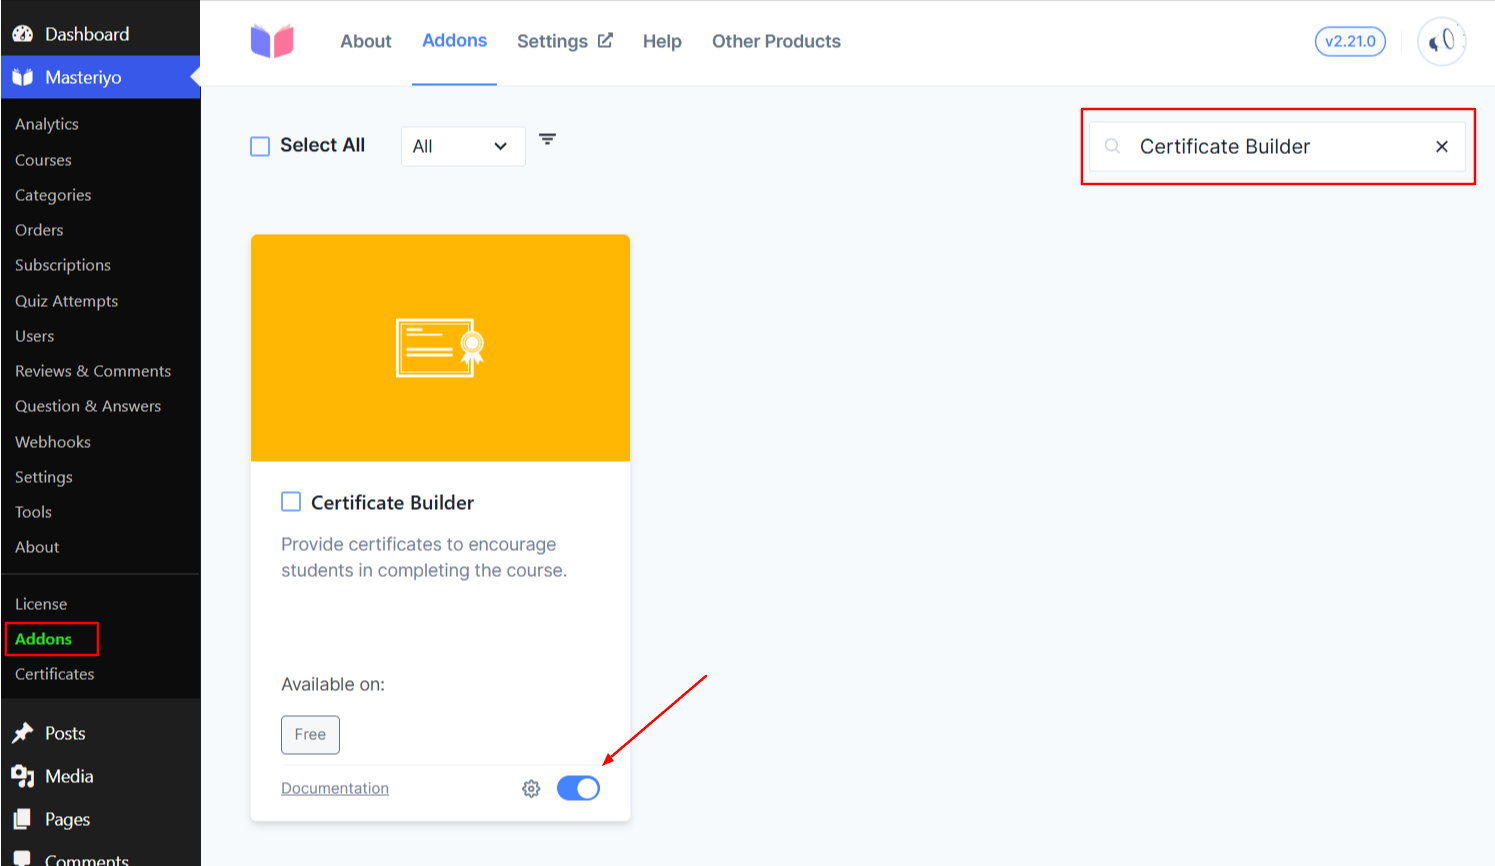 Dashboard
Masteriyo
Analytics
Courses
Categories
Orders
Subscriptions
Quiz Attempts
Users
Reviews & Comments
Question & Answers
Webhooks
Settings
Tools
About
License
Addons
Certificates
Posts
Media
Pages
Comments
About
Addons
Settings
Help
Other Products
v2.21.0
Select All
All
Certificate Builder
Certificate Builder
Provide certificates to encourage
students in completing the course.
Available on:
Free
Documentation